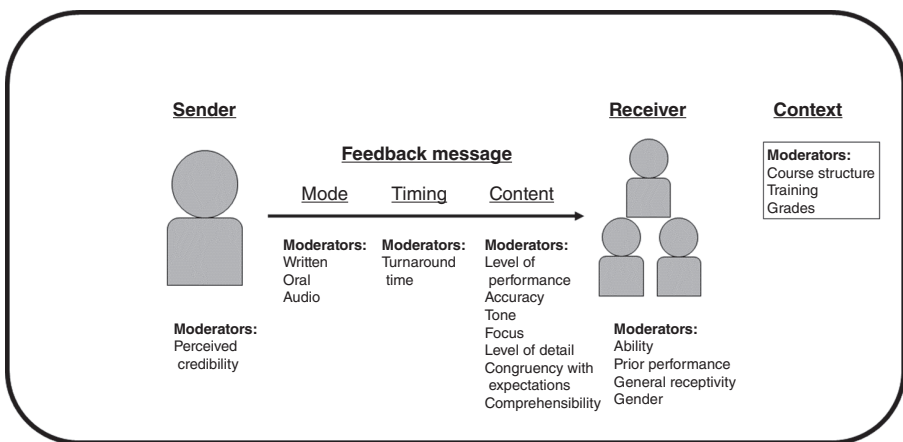 Sender
Receiver
Context
Feedback message
Mode
Timing
Content
Moderators:
Written
Oral
Audio
Moderators:
Turnaround
time
Moderators:
Level of
performance
Accuracy
Tone
Focus
Level of detail
Congruency with
expectations
Comprehensibility
Moderators:
Perceived
credibility
Moderators:
Ability
Prior performance
General receptivity
Gender
Moderators:
Course structure
Training
Grades